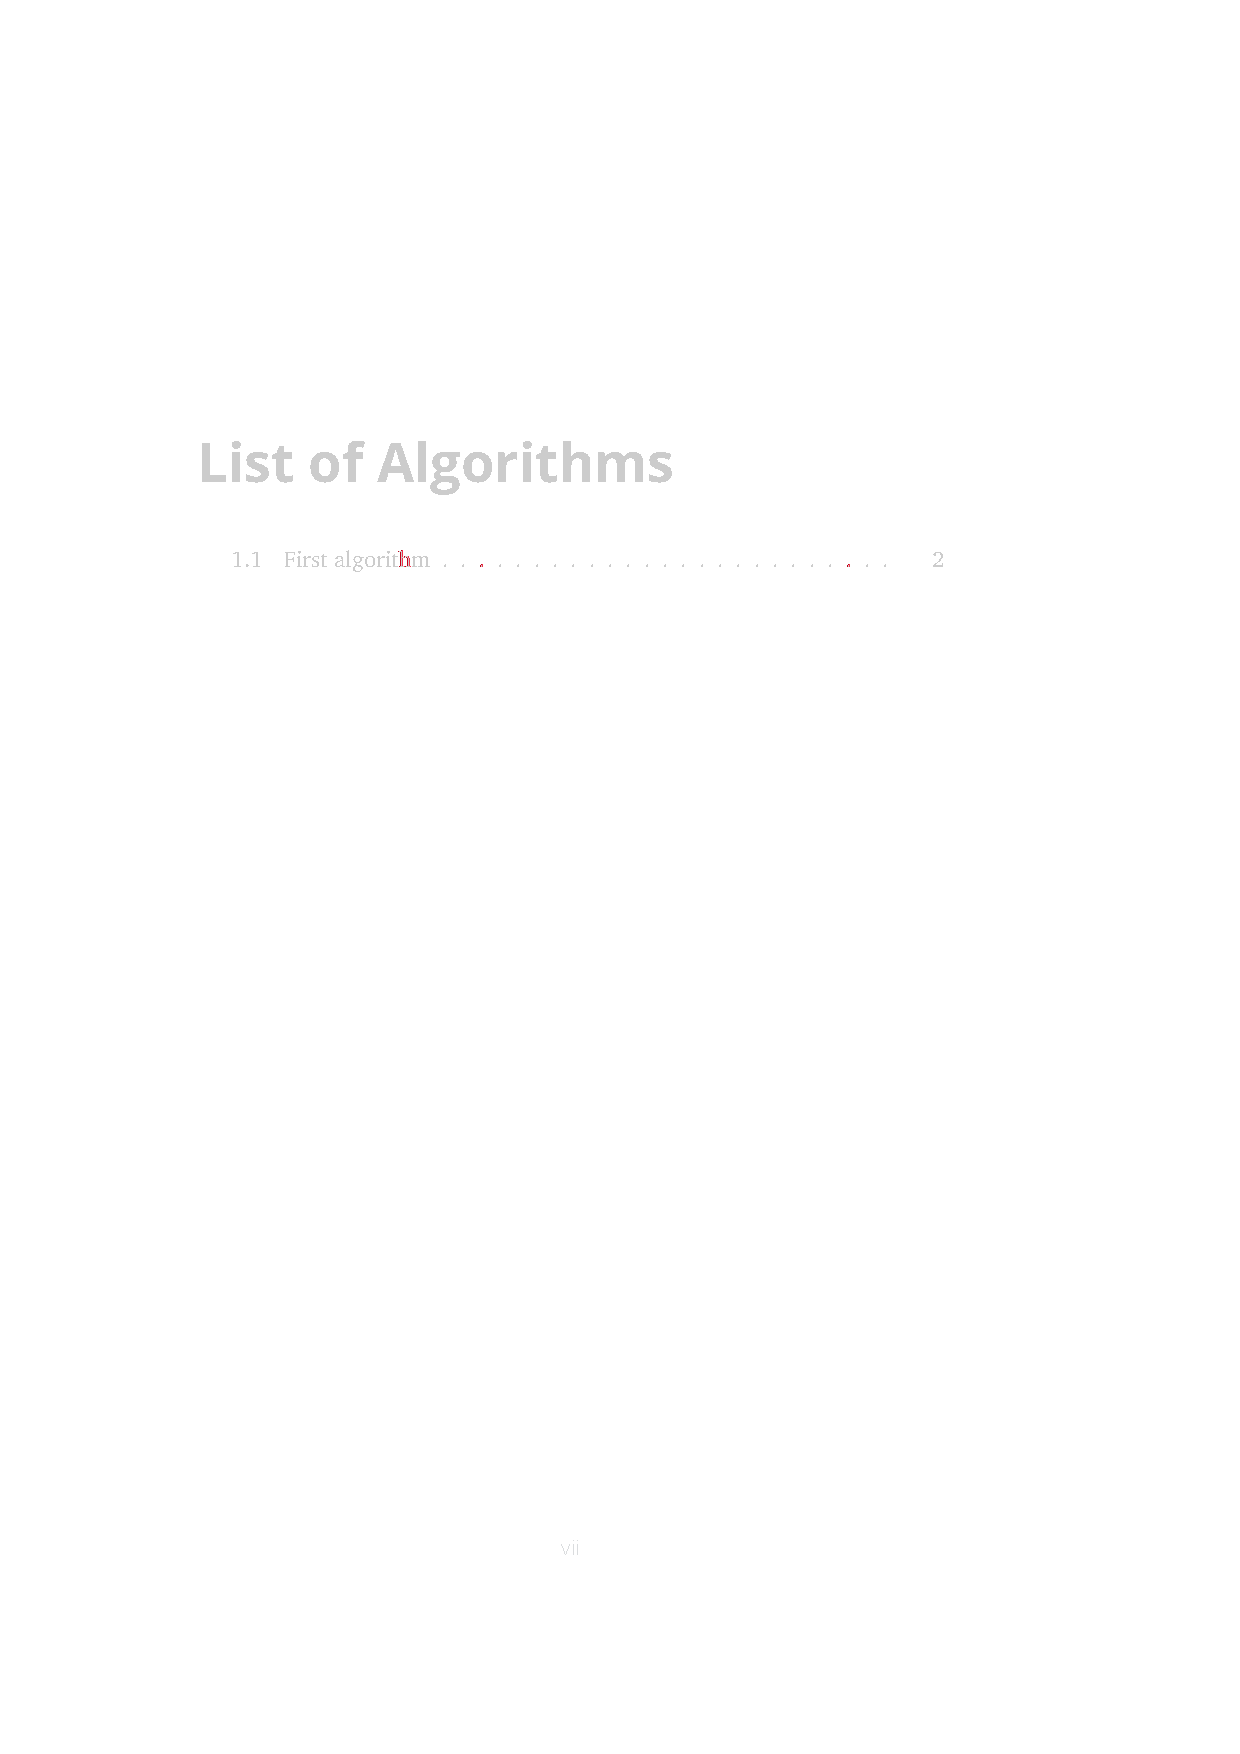 List of Algorithms
1.1 First algorithm . . . . . . . . . . . . . . . . . . . . . . . . . 2
vii